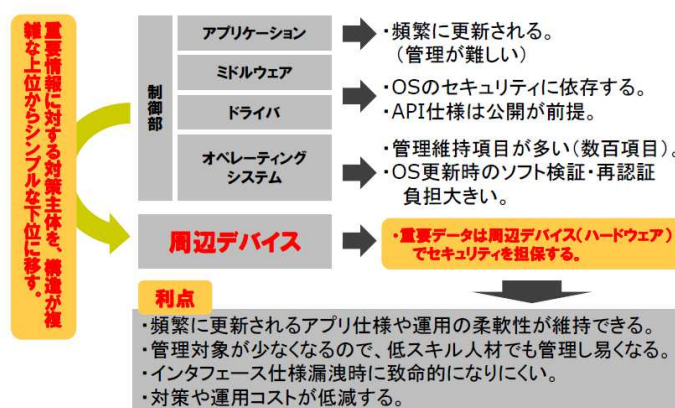 重要情報に対する対策主体を、構造が複
雑な上位からシンプルな下位に移す。
制御部
アプリケーション
ミドルウェア
ドライバ
オペレーティング
システム
周辺デバイス
・頻繁に更新される。
（管理が難しい）
・OSのセキュリティに依存する。
・API仕様は公開が前提。
・管理維持項目が多い（数百項目）。
・OS更新時のソフト検証・再認証
負担大きい。
・重要データは周辺デバイス（ハードウェア）
でセキュリティを担保する。
利点
・頻繁に更新されるアプリ仕様や運用の柔軟性が維持できる。
・管理対象が少なくなるので、低スキル人材でも管理し易くなる。
・インタフェース仕様漏洩時に致命的になりにくい。
・対策や運用コストが低減する。